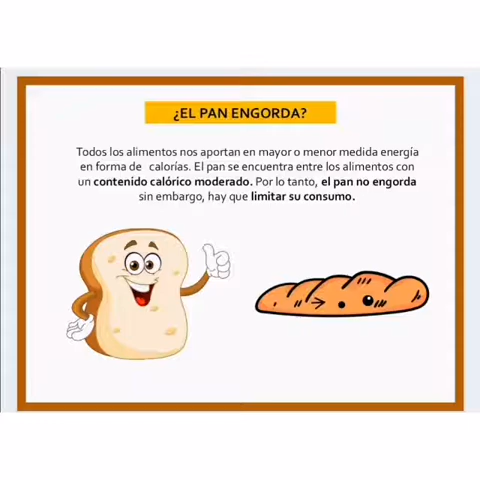 ¿EL PAN ENGORDA?
Todos los alimentos nos aportan en mayor o menor medida energía
en forma de calorías. El pan se encuentra entre los alimentos con
un contenido calórico moderado. Por lo tanto, el pan no engorda
sin embargo, hay que limitar su consumo.